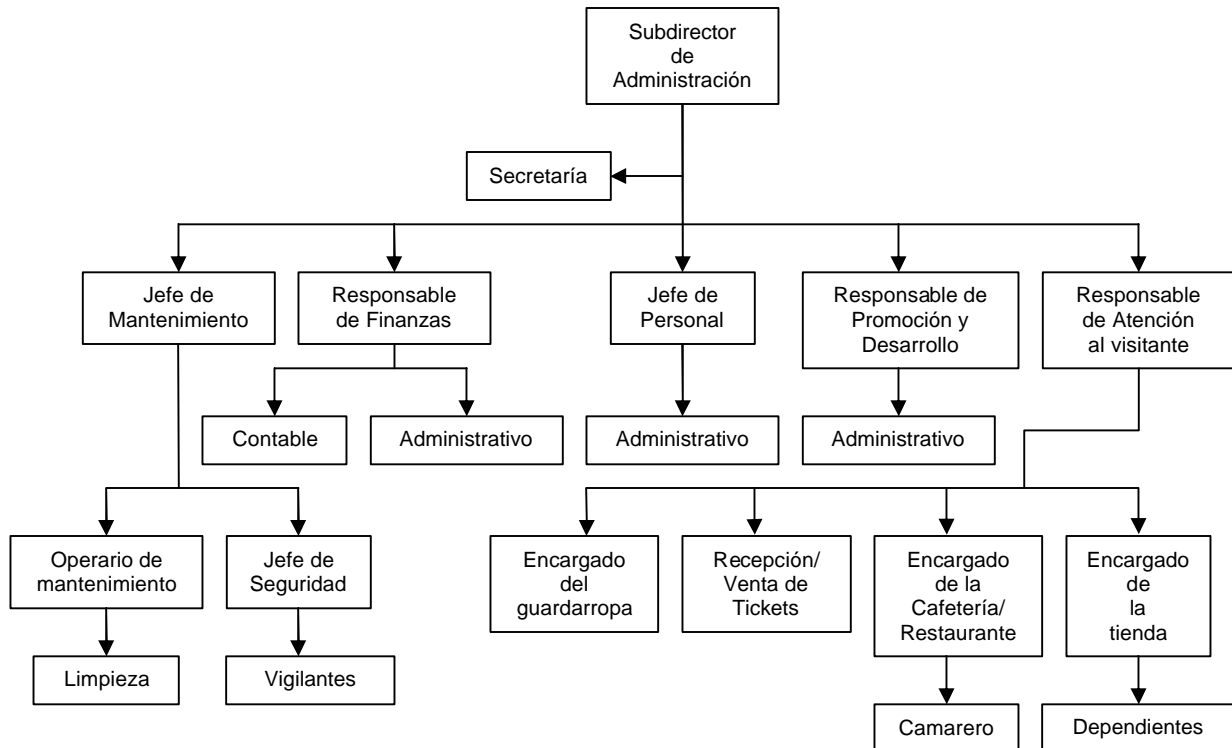 Subdirector
de
Administración
Secretaría
Jefe de
Mantenimiento
Responsable
de Finanzas
Jefe de
Personal
Responsable de
Promoción y
Desarrollo
Responsable
de Atención
al visitante
Contable
Administrativo
Administrativo
Administrativo
Operario de
mantenimiento
Jefe de
Seguridad
Encargado
del
guardarropa
Recepción/
Venta de
Tickets
Encargado
de la
Cafetería/
Restaurante
Encargado
de
la
tienda
Limpieza
Vigilantes
Camarero
Dependientes